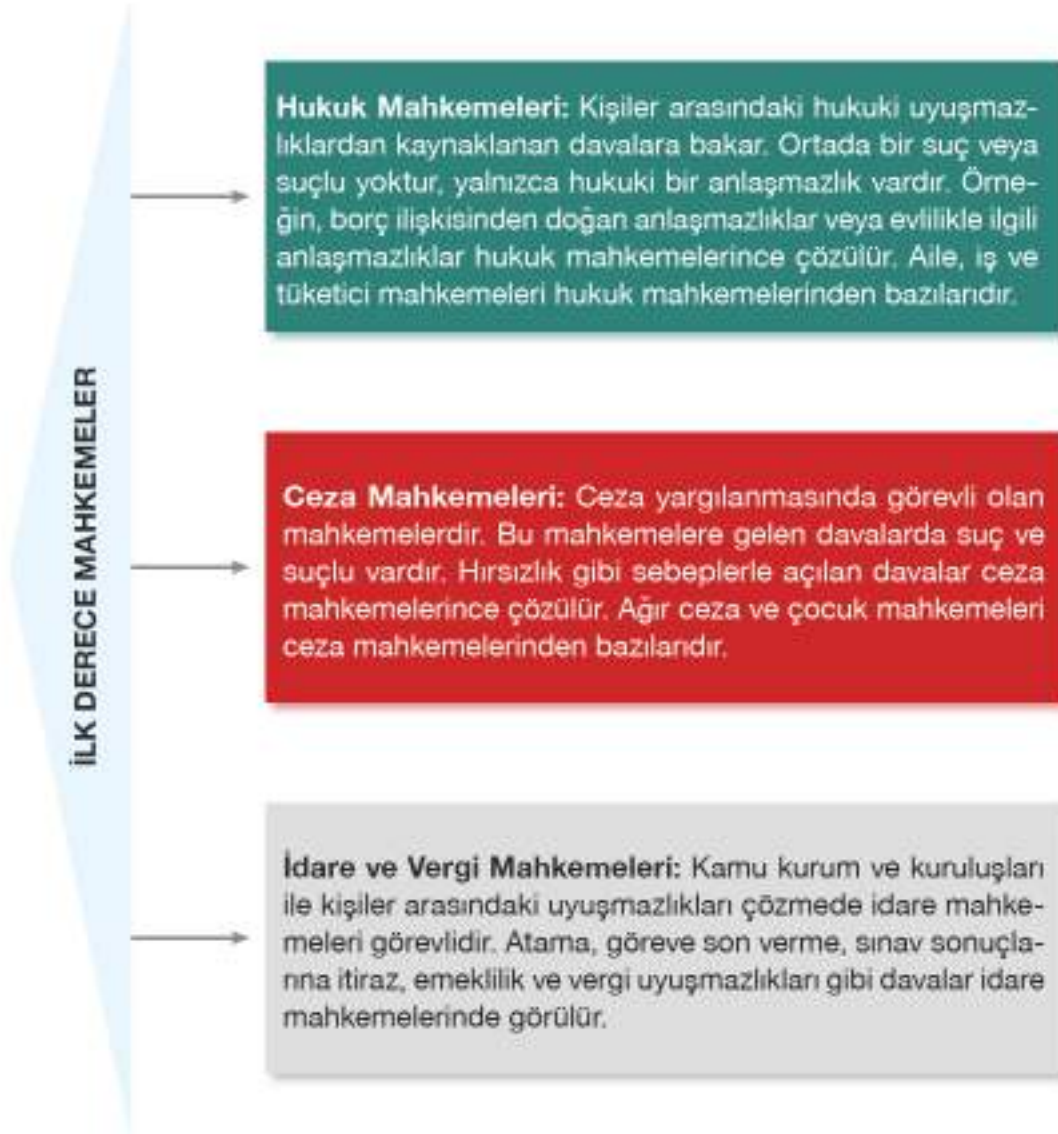 İLK DERECE MAHKEMELER
Hukuk Mahkemeleri: Kişiler arasındaki hukuki uyuşmaz-
lıklardan kaynaklanan davalara bakar. Ortada bir suç veya
suçlu yoktur, yalnızca hukuki bir anlaşmazlık vardır. Örne-
ğin, borç ilişkisinden doğan anlaşmazlıklar veya evlilikle ilgili
anlaşmazlıklar hukuk mahkemelerince çözülür. Aile, iş ve
tüketici mahkemeleri hukuk mahkemelerinden bazılarıdır.
Ceza Mahkemeleri: Ceza yargılanmasında görevli olan
mahkemelerdir. Bu mahkemelere gelen davalarda suç ve
suçlu vardır. Hırsızlık gibi sebeplerle açılan davalar ceza
mahkemelerince çözülür. Ağır ceza ve çocuk mahkemeleri
ceza mahkemelerinden bazılarıdır.
İdare ve Vergi Mahkemeleri: Kamu kurum ve kuruluşları
ile kişiler arasındaki uyuşmazlıkları çözmede idare mahke-
meleri görevlidir. Atama, göreve son verme, sınav sonuçla-
rına itiraz, emeklilik ve vergi uyuşmazlıkları gibi davalar idare
mahkemelerinde görülür.